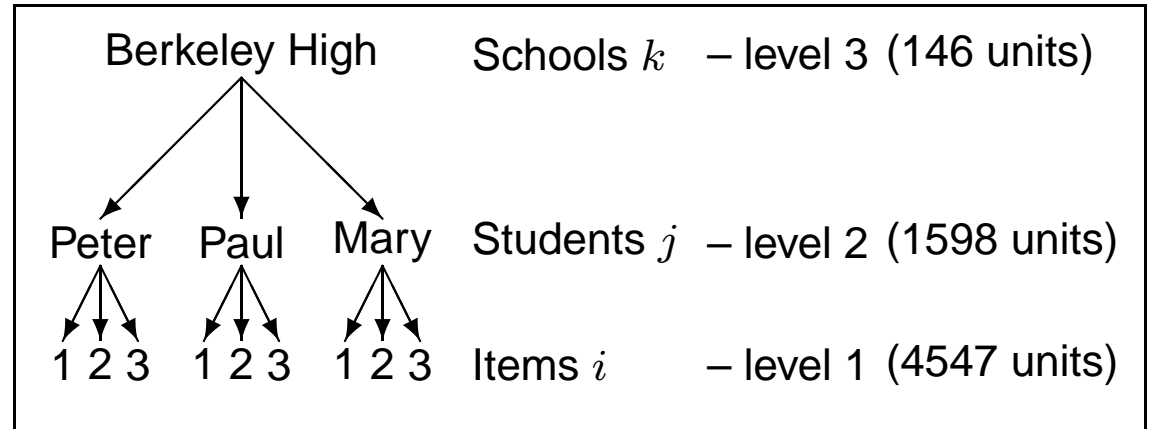 Berkeley High Schools k – level 3 (146 units)
Peter Paul Mary Students j – level 2 (1598 units)
1 2 3 1 2 3 1 2 3 Items i – level 1 (4547 units)